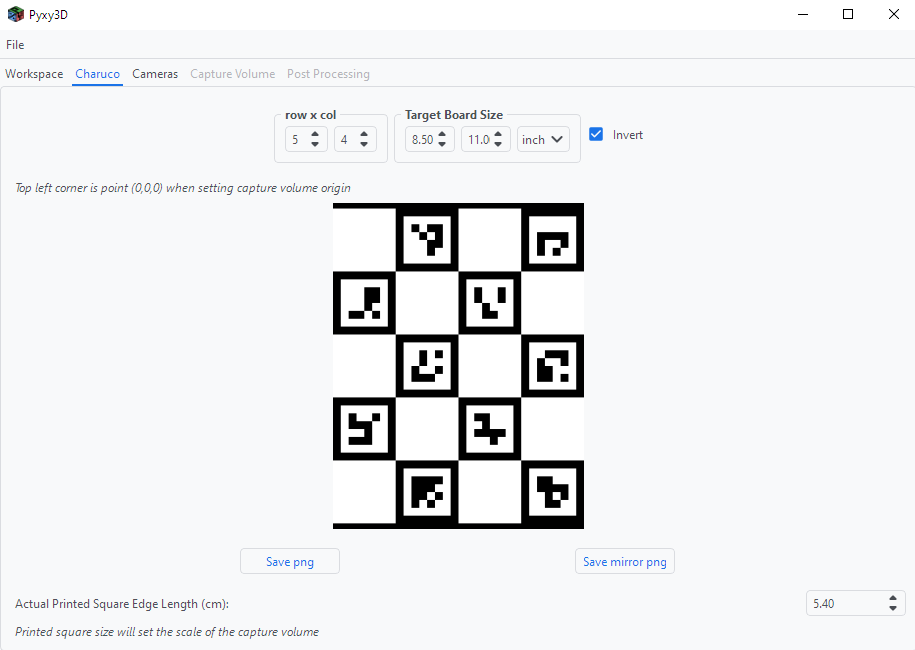 Pyxy3D
File
Workspace Charuco Cameras Capture Volume Post Processing
row x col Target Board Size
5 4 8.50 11.0 inch Invert
Top left corner is point (0,0,0) when setting capture volume origin
Save png Save mirror png
Actual Printed Square Edge Length (cm): 5.40
Printed square size will set the scale of the capture volume